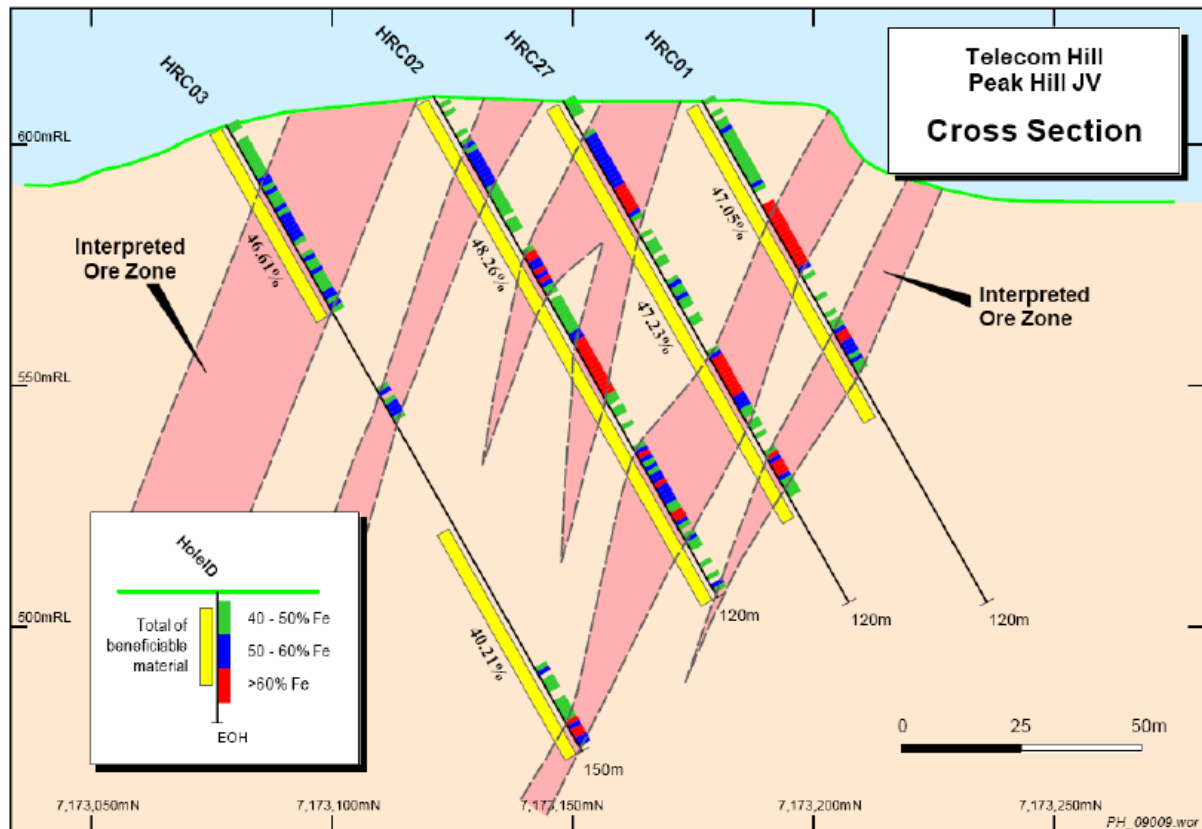 HRC03
HRC02
HRC27
HRC01
Telecom Hill
Peak Hill JV
Cross Section
600mRL
550mRL
500mRL
Interpreted
Ore Zone
Interpreted
Ore Zone
46.61%
48.26%
47.23%
47.05%
40.21%
120m
120m
120m
150m
HoleID
Total of
beneficiable
material
40 - 50% Fe
50 - 60% Fe
>60% Fe
EOH
0 25 50m
7,173,050mN 7,173,100mN 7,173,150mN 7,173,200mN 7,173,250mN
PH_09009.wor